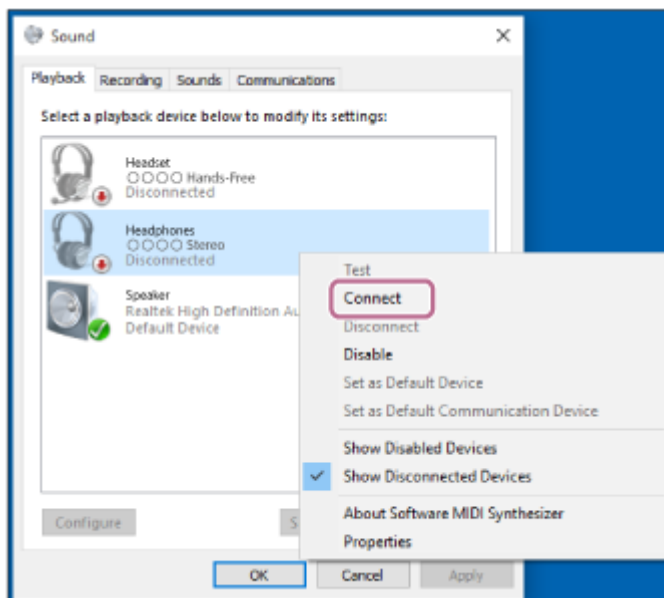 Sound
Playback Recording Sounds Communications
Select a playback device below to modify its settings:
Headset
○○○○ Hands-Free
Disconnected
Headphones
○○○○ Stereo
Disconnected
Speaker
Realtek High Definition Au
Default Device
Test
Connect
Disconnect
Disable
Set as Default Device
Set as Default Communication Device
Show Disabled Devices
Show Disconnected Devices
About Software MIDI Synthesizer
Properties
Configure S
OK Cancel Apply